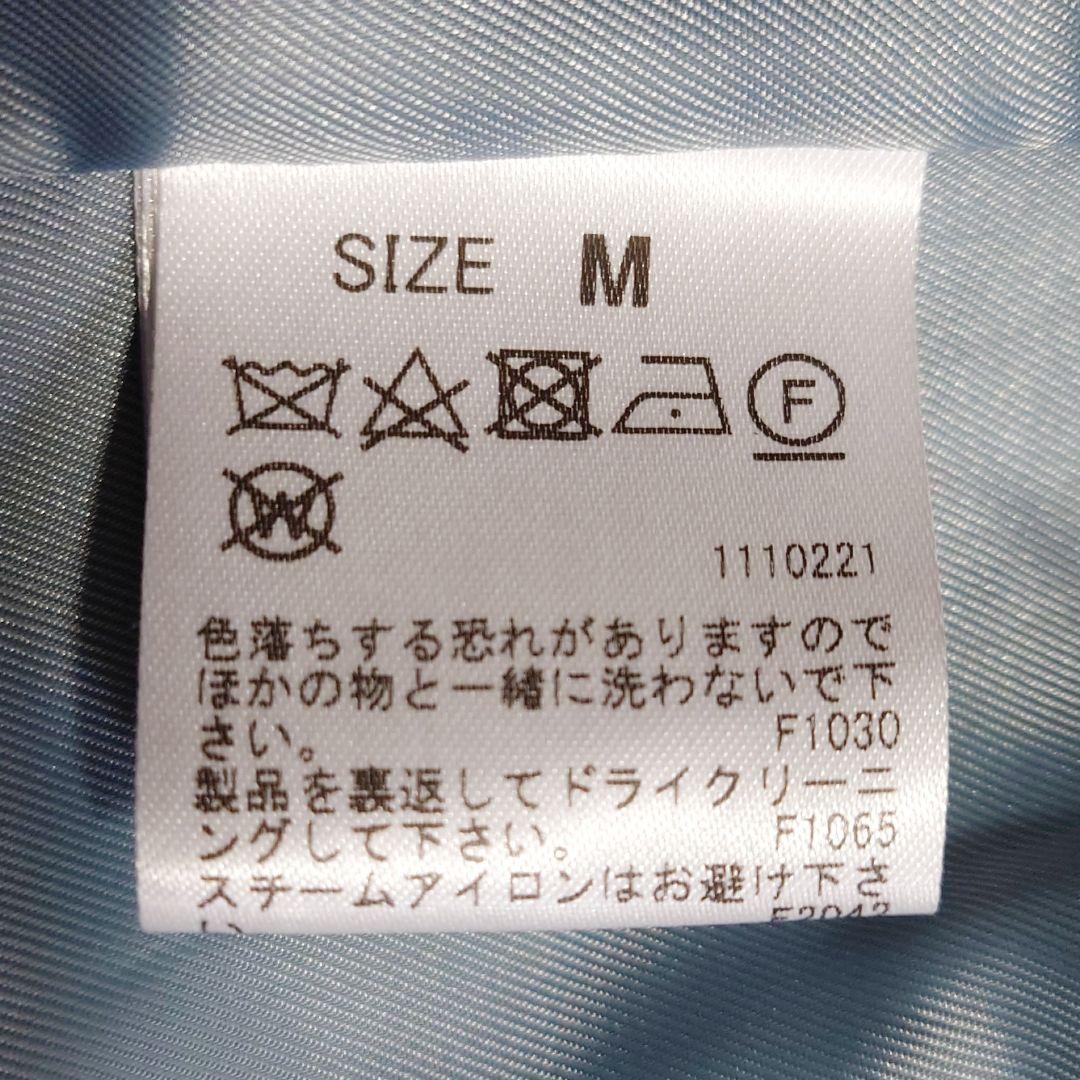 SIZE M
F
W
1110221
色落ちする恐れがありますので
ほかの物と一緒に洗わないで下
さい。 F1030
製品を裏返してドライクリーニ
ングして下さい。 F1065
スチームアイロンはお避け下さ